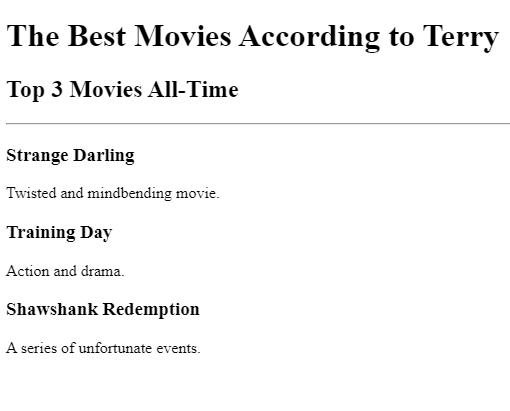 The Best Movies According to Terry
Top 3 Movies All-Time
Strange Darling
Twisted and mindbending movie.
Training Day
Action and drama.
Shawshank Redemption
A series of unfortunate events.